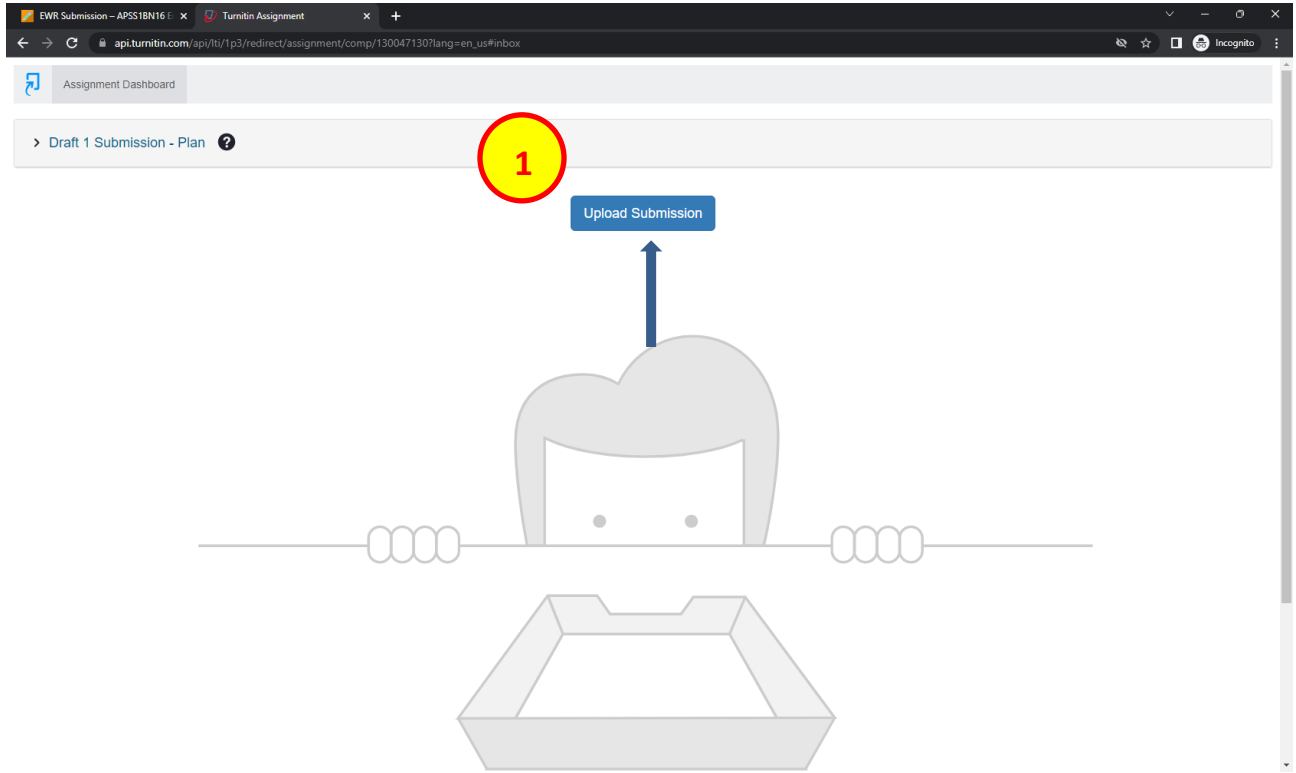 EWR Submission – APSS1BN16 E
Turnitin Assignment
api.turnitin.com/api/lti/1p3/redirect/assignment/comp/130047130?lang=en_us#inbox
Incognito
Assignment Dashboard
Draft 1 Submission - Plan ?
1
Upload Submission